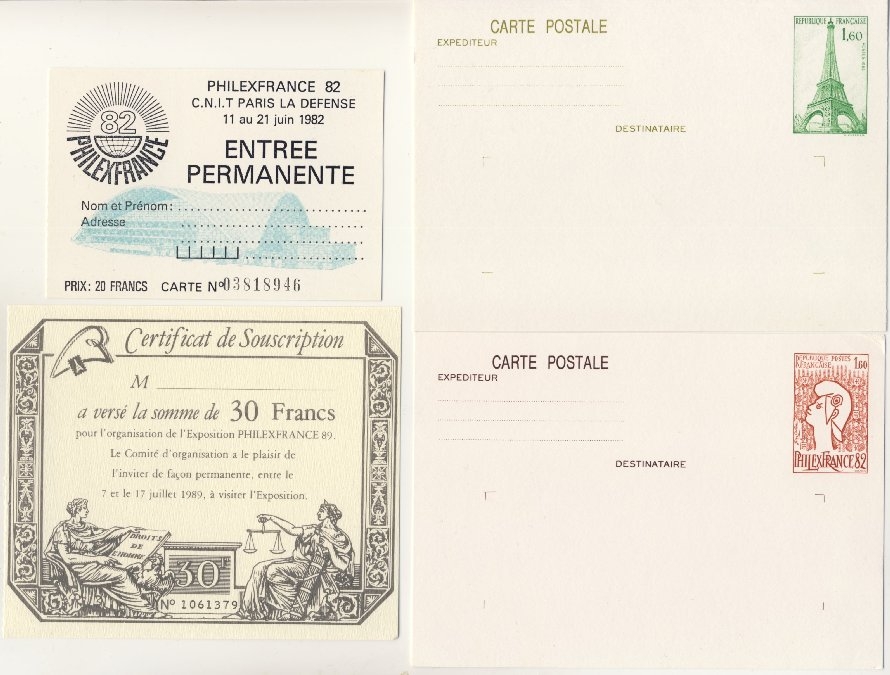 PHILEXFRANCE 82
C.N.I.T PARIS LA DEFENSE
11 au 21 juin 1982
82
PHILEXFRANCE
ENTREE
PERMANENTE
Nom et Prénom:
Adresse
PRIX: 20 FRANCS CARTE Nº03818946
Certificat de Souscription
M
a versé la somme de 30 Francs
pour l'organisation de l'Exposition PHILEXFRANCE 89.
Le Comité d'organisation a le plaisir de
l'inviter de façon permanente, entre le
7 et le 17 juillet 1989, à visiter l'Exposition.
DROITS
DE
L'HOMME
30F
Nº 1061379
CARTE POSTALE
EXPEDITEUR
DESTINATAIRE
REPUBLIQUE FRANÇAISE
1,60
CARTE POSTALE
EXPEDITEUR
DESTINATAIRE
REPUBLIQUE POSTES
FRANÇAISE 1,60
PHILEXFRANCE 82